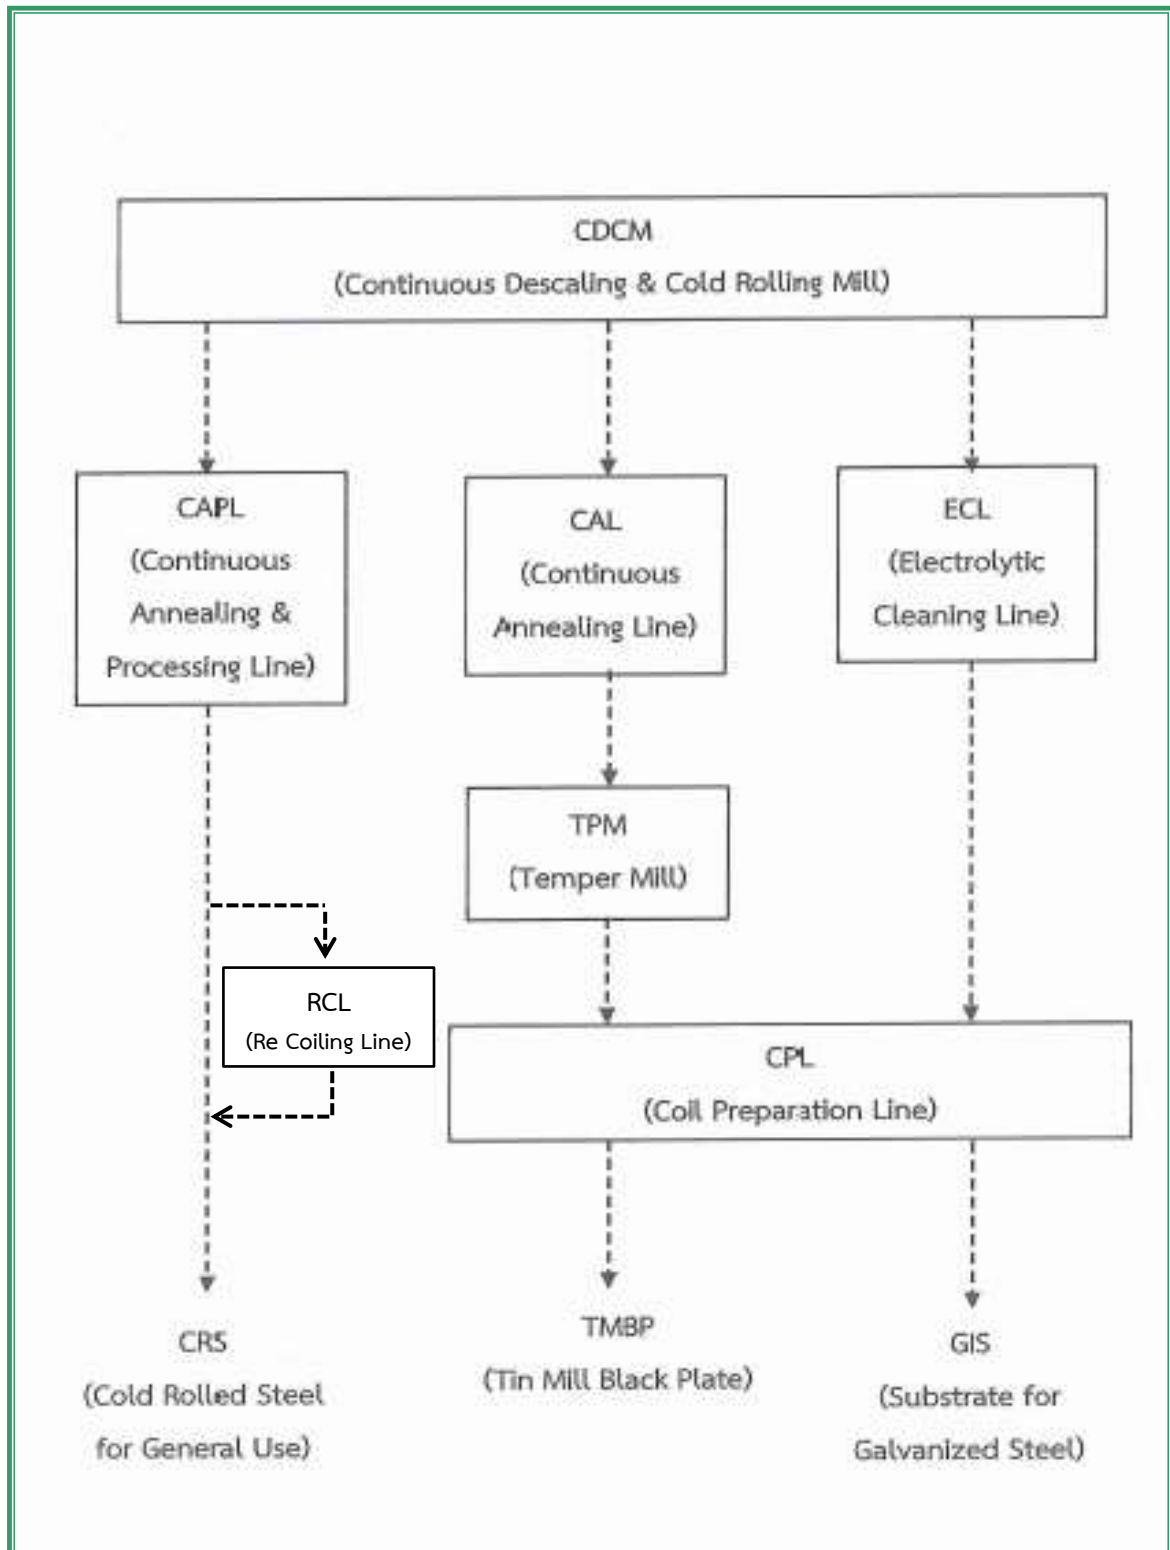 CDCM
(Continuous Descaling & Cold Rolling Mill)
CAPL
(Continuous
Annealing &
Processing Line)
CAL
(Continuous
Annealing Line)
ECL
(Electrolytic
Cleaning Line)
TPM
(Temper Mill)
RCL
(Re Coiling Line)
CPL
(Coil Preparation Line)
CRS
(Cold Rolled Steel
for General Use)
TMBP
(Tin Mill Black Plate)
GIS
(Substrate for
Galvanized Steel)